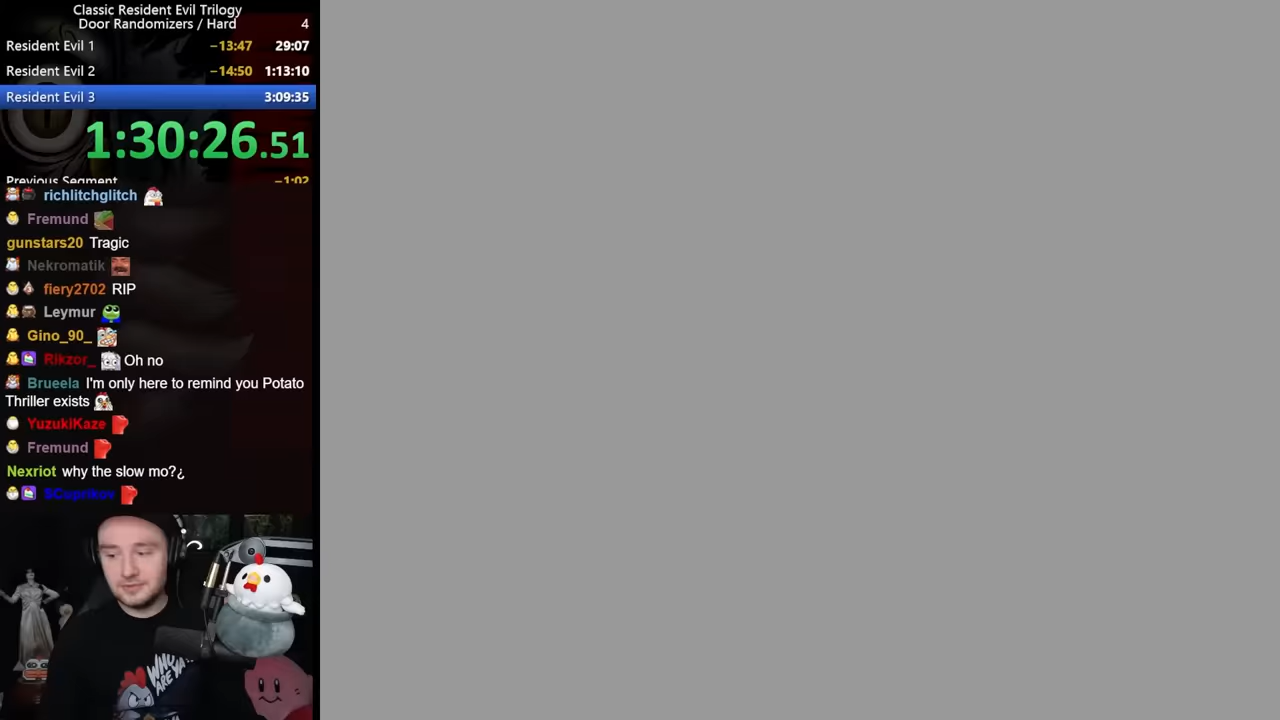 Classic Resident Evil Trilogy
Door Randomizers / Hard 4
Resident Evil 1 −13:47 29:07
Resident Evil 2 −14:50 1:13:10
Resident Evil 3 3:09:35
1:30:26.51
Previous Segment −1:02
richlitchglitch
Fremund
gunstars20 Tragic
Nekromatik
fiery2702 RIP
Leymur
Gino_90_
Rikzor_ Oh no
Brueela I'm only here to remind you Potato
Thriller exists
YuzukiKaze
Fremund
Nexriot why the slow mo?¿
WHO
ARE YA